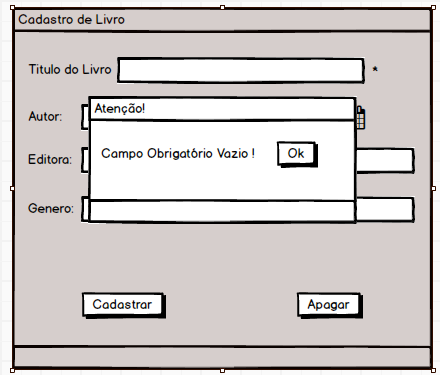 Cadastro de Livro
Titulo do Livro *
Atenção!
Autor:
Campo Obrigatório Vazio ! Ok
Editora:
Genero:
Cadastrar Apagar